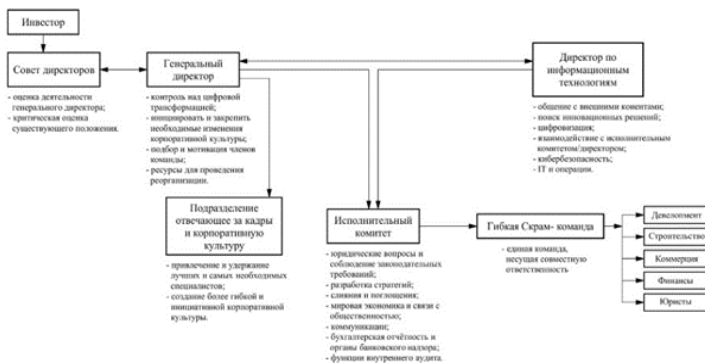 Инвестор
Совет директоров
- оценка деятельности
генерального директора;
- критическая оценка
существующего положения.
Генеральный
директор
- контроль над цифровой
трансформацией;
- инициировать и закрепить
необходимые изменения
корпоративной культуры;
- подбор и мотивация членов
команды;
- ресурсы для проведения
реорганизации.
Директор по
информационным
технологиям
- общение с внешними коментами;
- поиск инновационных решений;
- цифровизация;
- взаимодействие с исполнительным
комитетом/директором;
- кибербезопасность;
- IT и операции.
Подразделение
отвечающее за кадры
и корпоративную
культуру
- привлечение и удержание
лучших и самых необходимых
специалистов;
- создание более гибкой и
инициативной корпоративной
культуры.
Исполнительный
комитет
- юридические вопросы и
соблюдение законодательных
требований;
- разработка стратегий;
- слияния и поглощения;
- мировая экономика и связи с
общественностью;
- коммуникации;
- бухгалтерская отчётность и
органы банковского надзора;
- функции внутреннего аудита.
Гибкая Скрам- команда
- единая команда,
несущая совместную
ответственность
Девелопмент
Строительство
Коммерция
Финансы
Юристы